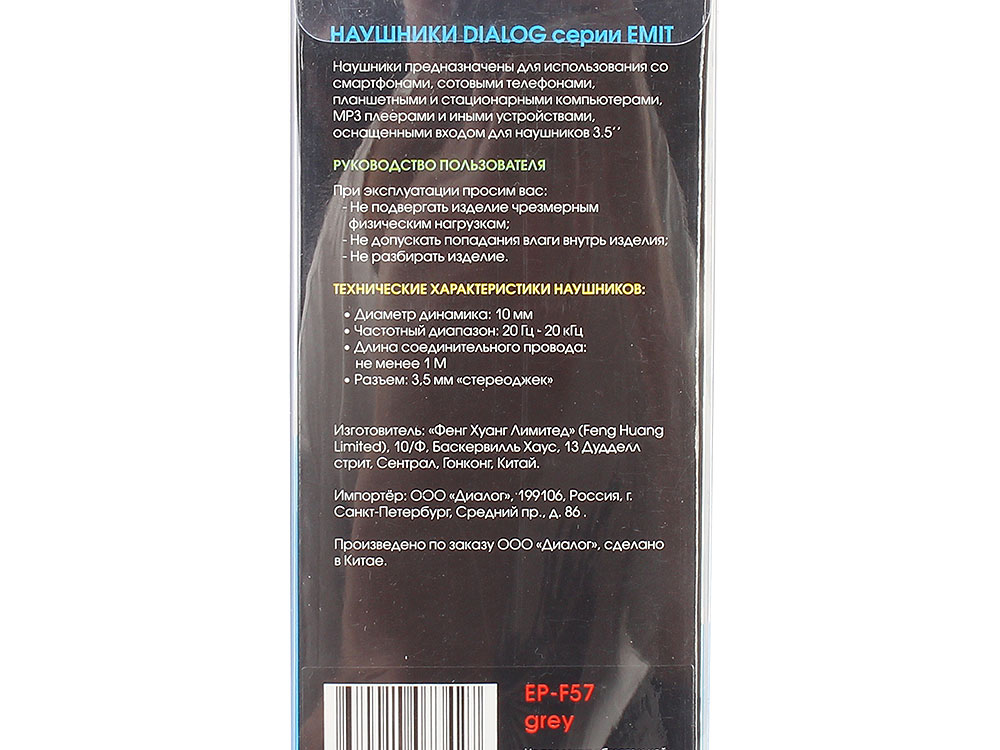 НАУШНИКИ DIALOG серии EMIT
Наушники предназначены для использования со
смартфонами, сотовыми телефонами,
планшетными и стационарными компьютерами,
MP3 плеерами и иными устройствами,
оснащенными входом для наушников 3.5´´
РУКОВОДСТВО ПОЛЬЗОВАТЕЛЯ
При эксплуатации просим вас:
- Не подвергать изделие чрезмерным
физическим нагрузкам;
- Не допускать попадания влаги внутрь изделия;
- Не разбирать изделие.
ТЕХНИЧЕСКИЕ ХАРАКТЕРИСТИКИ НАУШНИКОВ:
• Диаметр динамика: 10 мм
• Частотный диапазон: 20 Гц - 20 кГц
• Длина соединительного провода:
не менее 1 М
• Разъем: 3,5 мм «стереоджек»
Изготовитель: «Фенг Хуанг Лимитед» (Feng Huang
Limited), 10/Ф, Баскервилль Хаус, 13 Дудделл
стрит, Сентрал, Гонконг, Китай.
Импортёр: ООО «Диалог», 199106, Россия, г.
Санкт-Петербург, Средний пр., д. 86 .
Произведено по заказу ООО «Диалог», сделано
в Китае.
EP-F57
grey